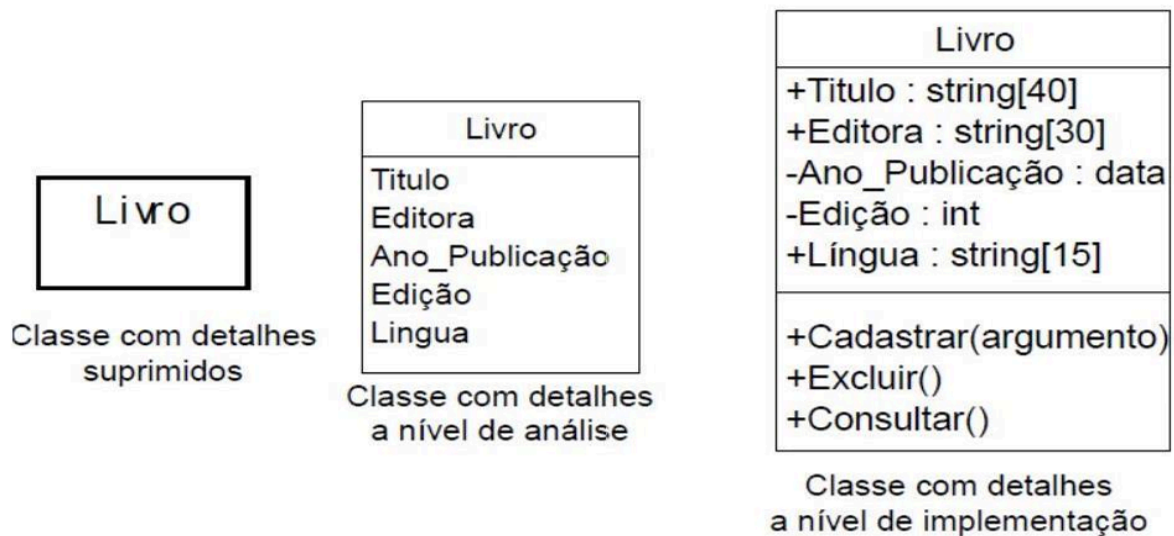 Livro
Classe com detalhes
suprimidos
Livro
Titulo
Editora
Ano_Publicação
Edição
Lingua
Classe com detalhes
a nível de análise
Livro
+Titulo : string[40]
+Editora : string[30]
-Ano_Publicação : data
-Edição : int
+Língua : string[15]
+Cadastrar(argumento)
+Excluir()
+Consultar()
Classe com detalhes
a nível de implementação